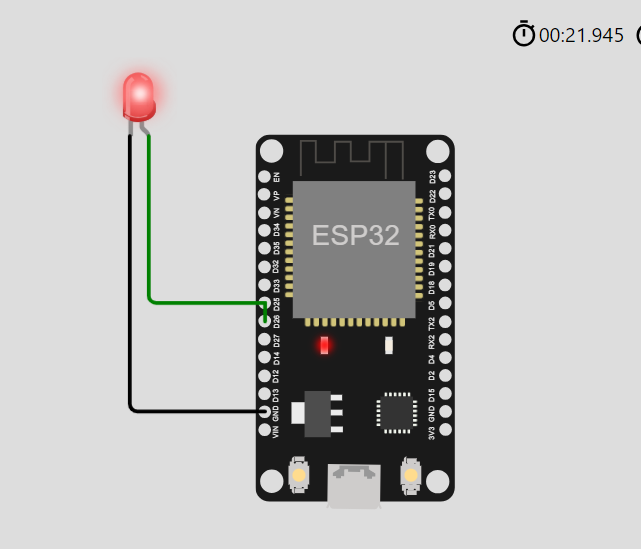 00:21.945
EN
VP
VN
D34
D35
D32
D33
D25
D26
D27
D14
D12
D13
GND
VIN
ESP32
D23
D22
TX0
RX0
D21
D19
D18
D5
TX2
RX2
D4
D2
D15
GND
3V3